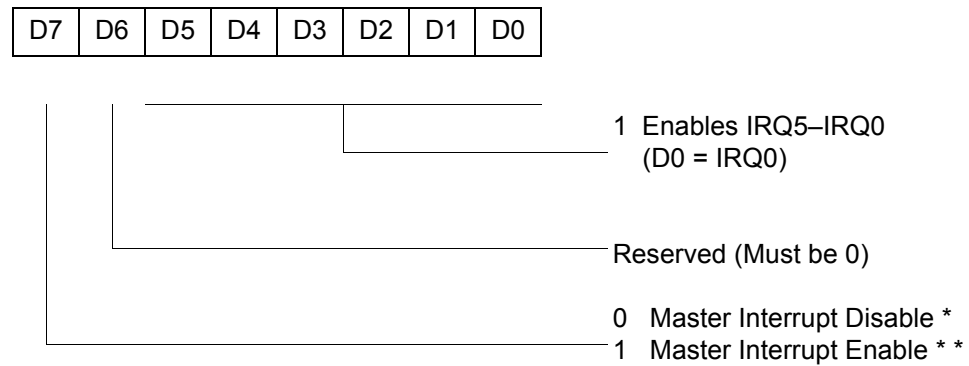 D7 D6 D5 D4 D3 D2 D1 D0
1 Enables IRQ5–IRQ0
(D0 = IRQ0)
Reserved (Must be 0)
0 Master Interrupt Disable *
1 Master Interrupt Enable * *